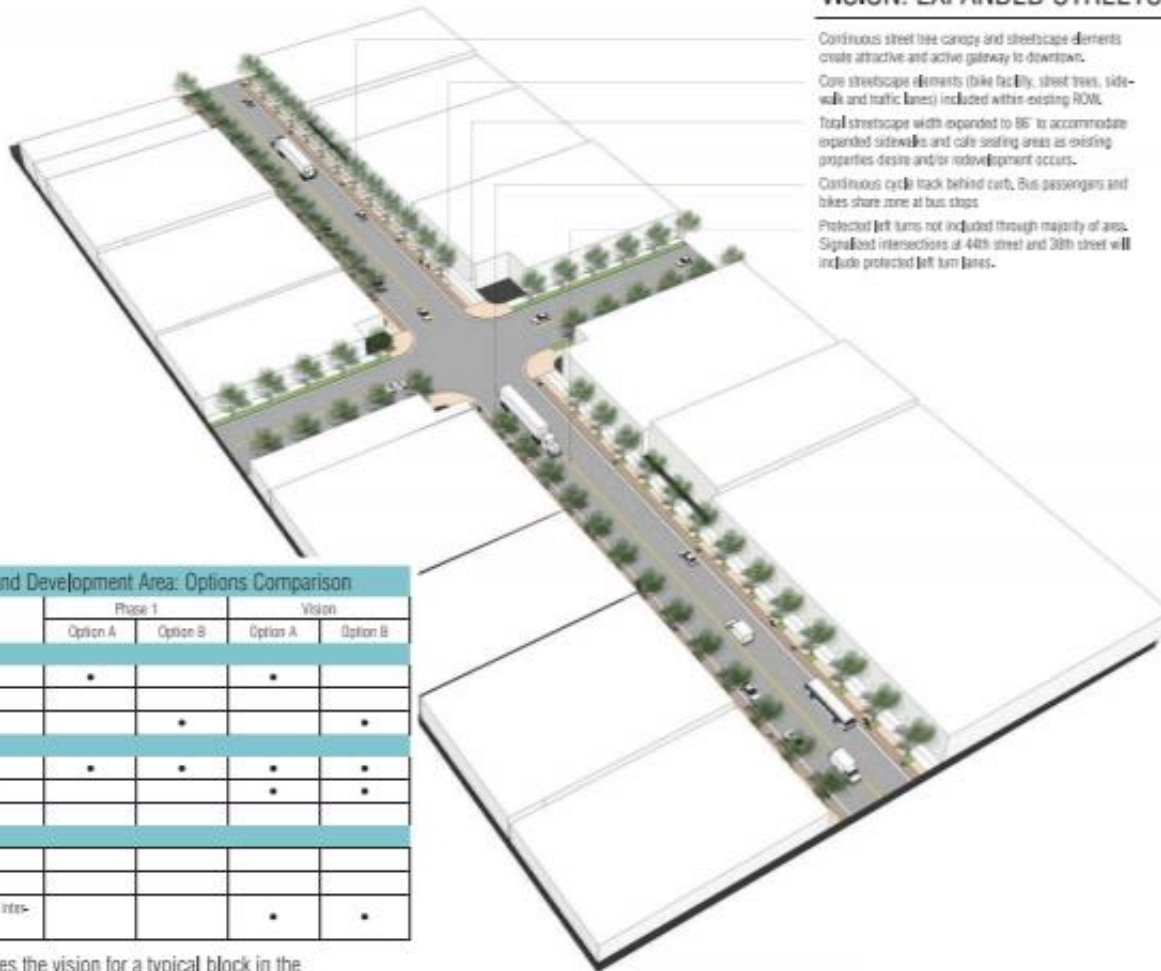 VISION: EXPANDED
Continuous street tree canopy and streetscape elements
create attractive and active gateway to downtown.
Core streetscape elements (bike facility, street trees, side-
walk and traffic lanes) included within existing ROW.
Total streetscape width expanded to 86' to accommodate
expanded sidewalks and cafe seating areas as existing
properties desire and/or redevelopment occurs.
Continuous cycle track behind curb. Bus passengers and
bikes share zone at bus stops
Protected left turns not included through majority of area.
Signalized intersections at 44th street and 38th street will
include protected left turn lanes.
and Development Area: Options Comparison
Phase 1 Vision
Option A Option B Option A Option B
• •
• •
• • • •
• •
Inter-
• •
the vision for a typical block in the